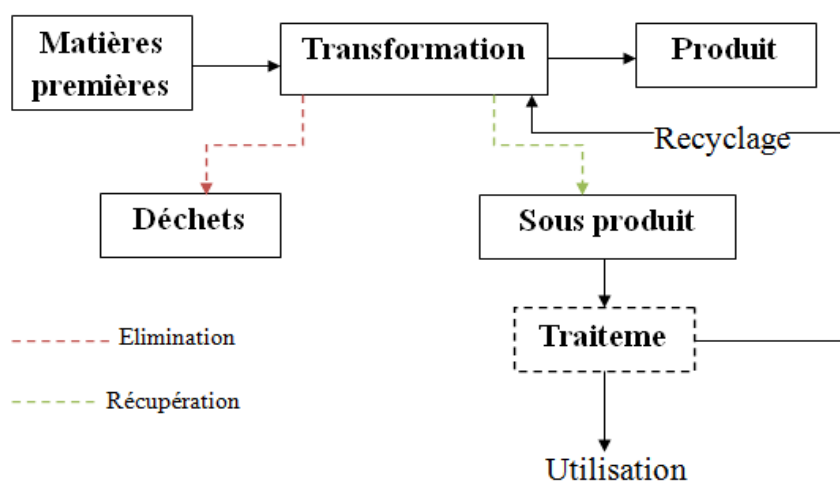 Matières
premières
Transformation
Produit
Recyclage
Déchets
Sous produit
Traiteme
Elimination
Récupération
Utilisation